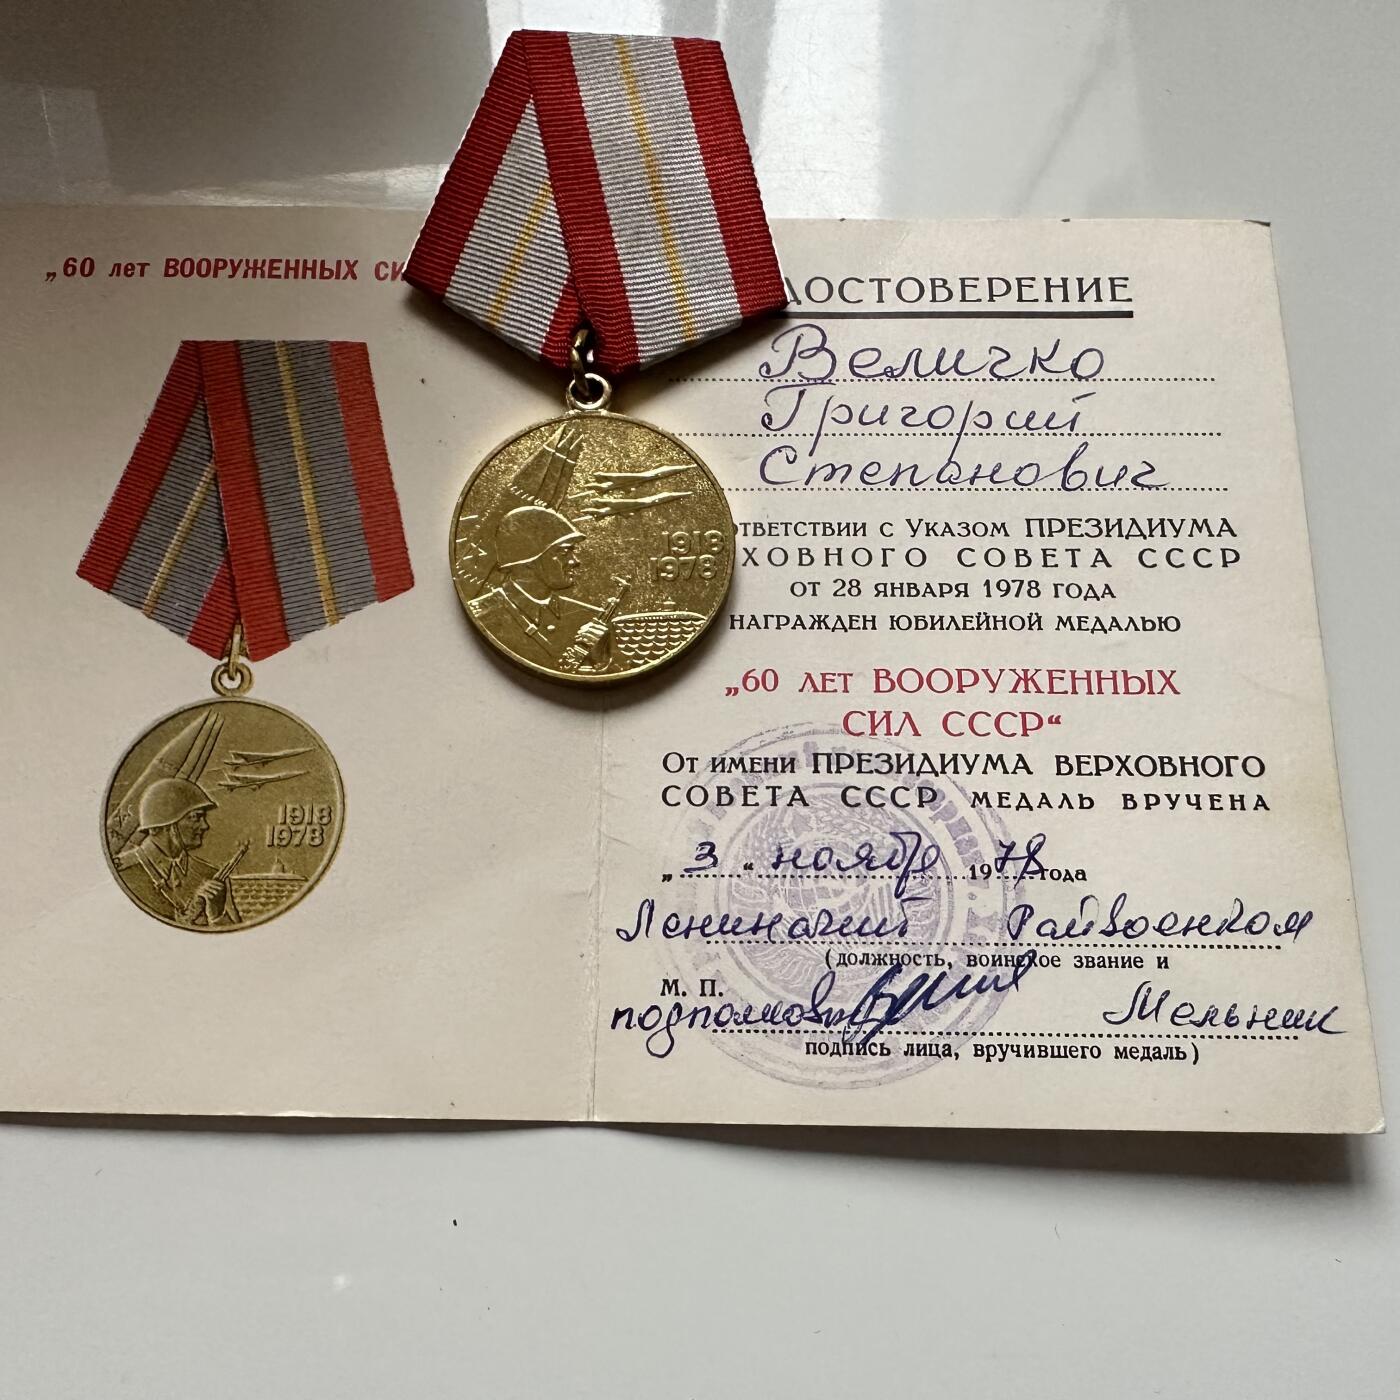 „60 лет ВООРУЖЕННЫХ СИ
ДОСТОВЕРЕНИЕ
Величко
Григорий
Степанович
ОТВЕТСТВИИ С УКАЗОМ ПРЕЗИДИУМА
ХОВНОГО СОВЕТА СССР
ОТ 28 ЯНВАРЯ 1978 ГОДА
НАГРАЖДЕН ЮБИЛЕЙНОЙ МЕДАЛЬЮ
„60 ЛЕТ ВООРУЖЕННЫХ
СИЛ СССР“
От имени ПРЕЗИДИУМА ВЕРХОВНОГО
СОВЕТА СССР МЕДАЛЬ ВРУЧЕНА
„ 3 “ ноября 1978 года
Райвоенком
(должность, воинское звание и
М. П.
Мельник
подпись лица, вручившего медаль)
1918
1978
1918
1978